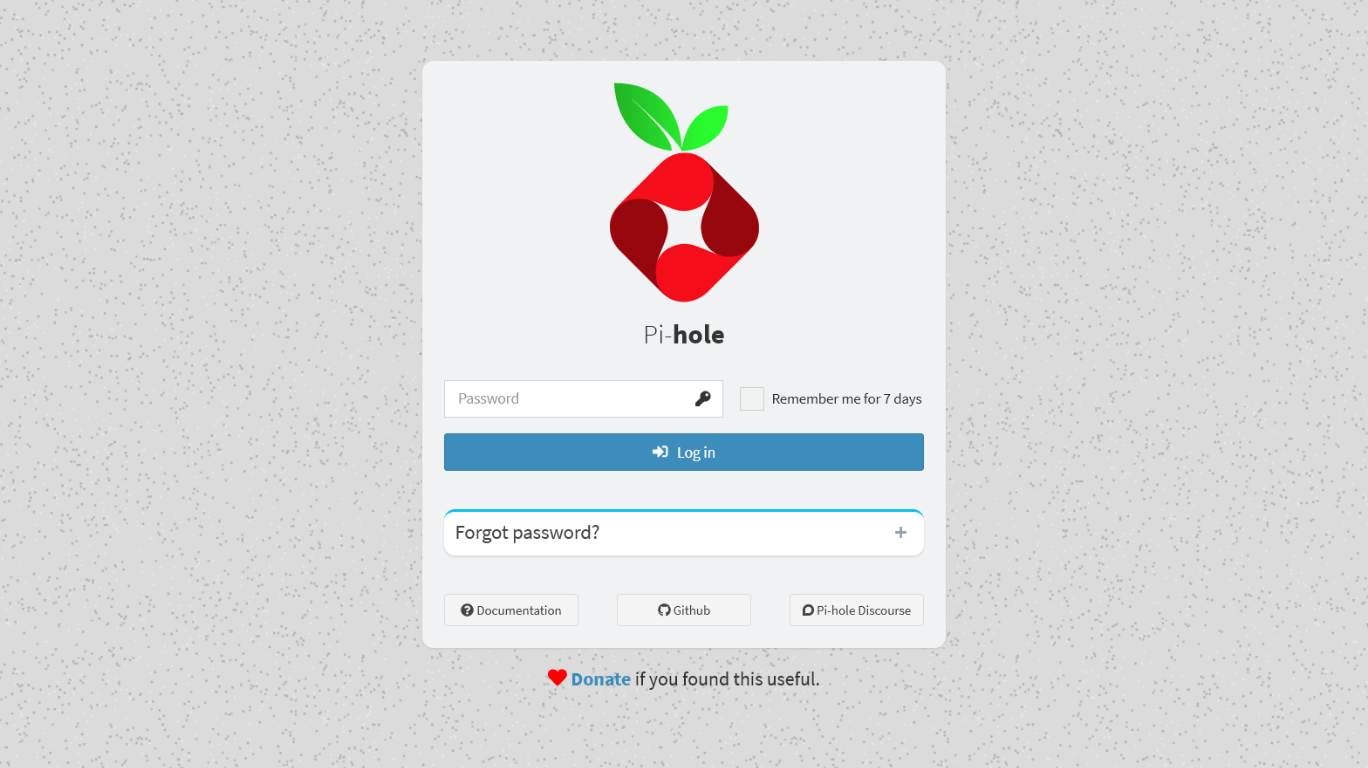 Pi-hole
Password
Remember me for 7 days
Log in
Forgot password?
Documentation
Github
Pi-hole Discourse
Donate if you found this useful.